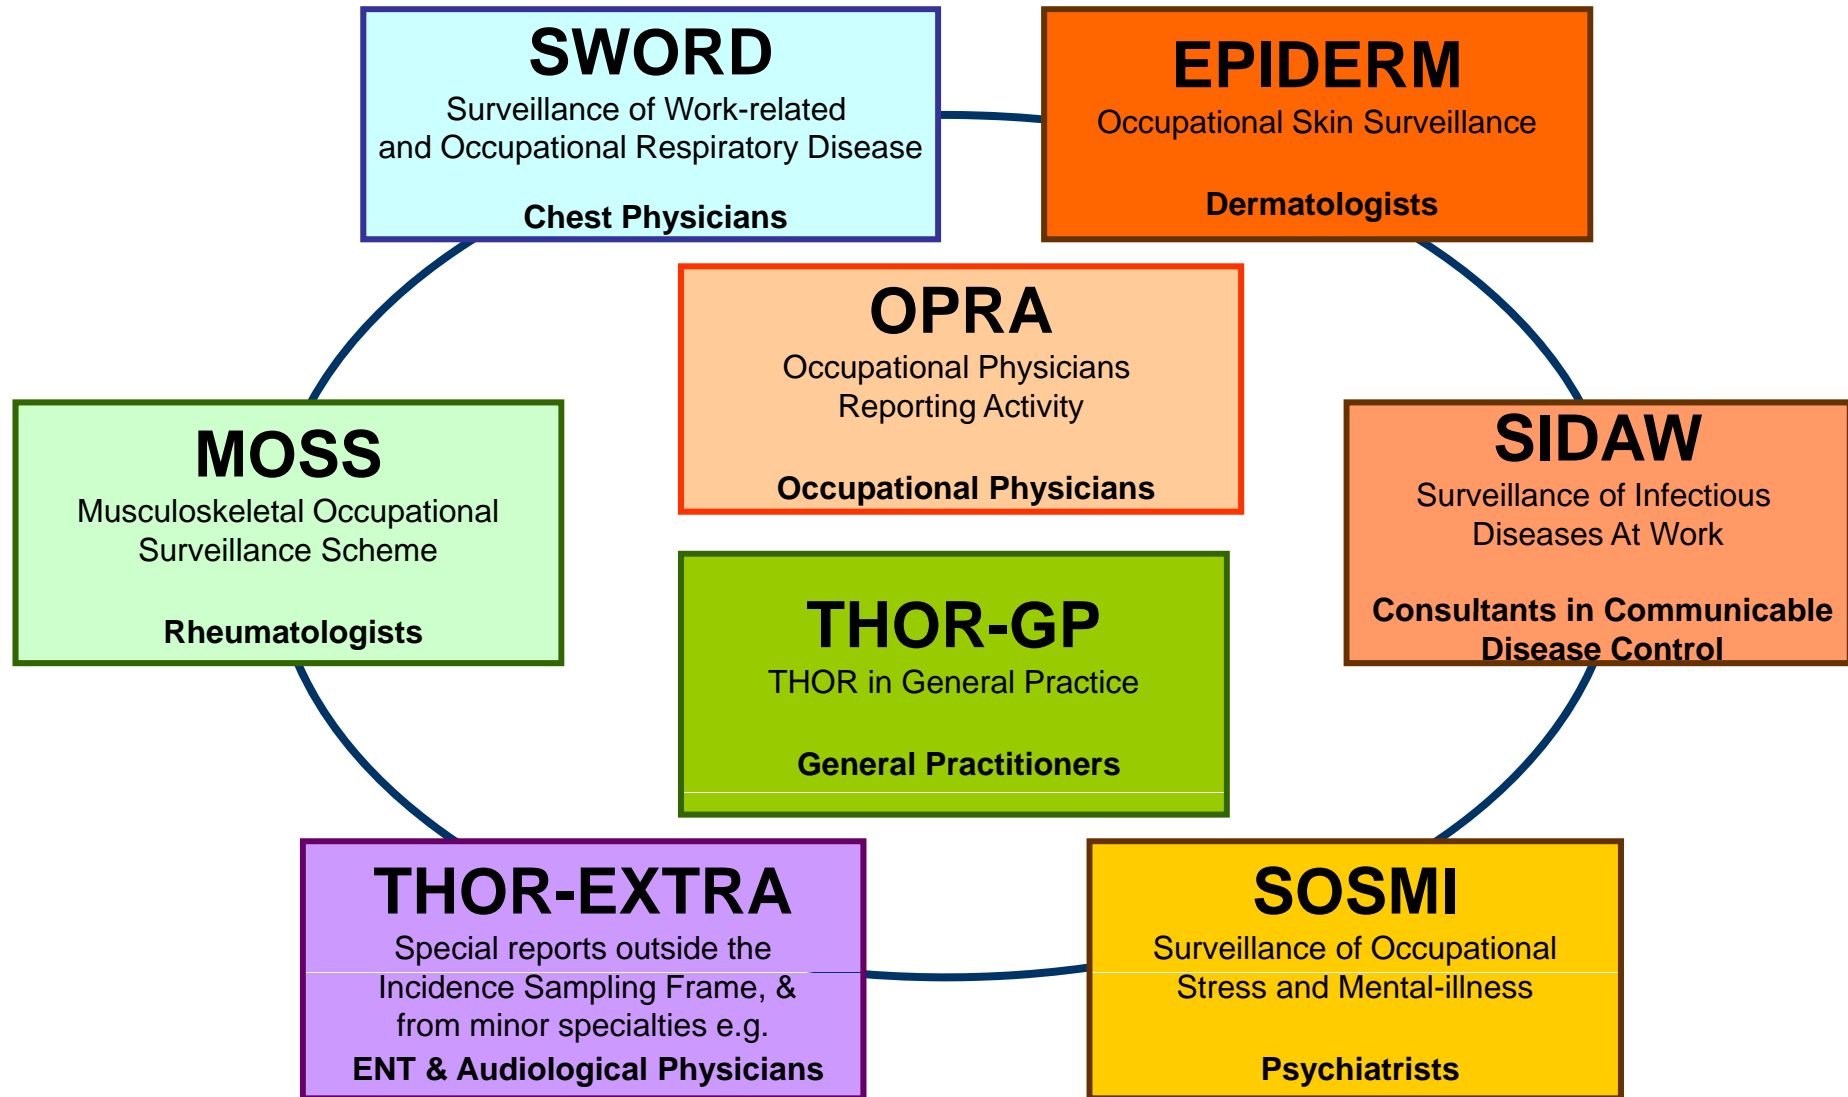 SWORD
Surveillance of Work-related
and Occupational Respiratory Disease
Chest Physicians
EPIDERM
Occupational Skin Surveillance
Dermatologists
OPRA
Occupational Physicians
Reporting Activity
Occupational Physicians
MOSS
Musculoskeletal Occupational
Surveillance Scheme
Rheumatologists
SIDAW
Surveillance of Infectious
Diseases At Work
Consultants in Communicable
Disease Control
THOR-GP
THOR in General Practice
General Practitioners
THOR-EXTRA
Special reports outside the
Incidence Sampling Frame, &
from minor specialties e.g.
ENT & Audiological Physicians
SOSMI
Surveillance of Occupational
Stress and Mental-illness
Psychiatrists